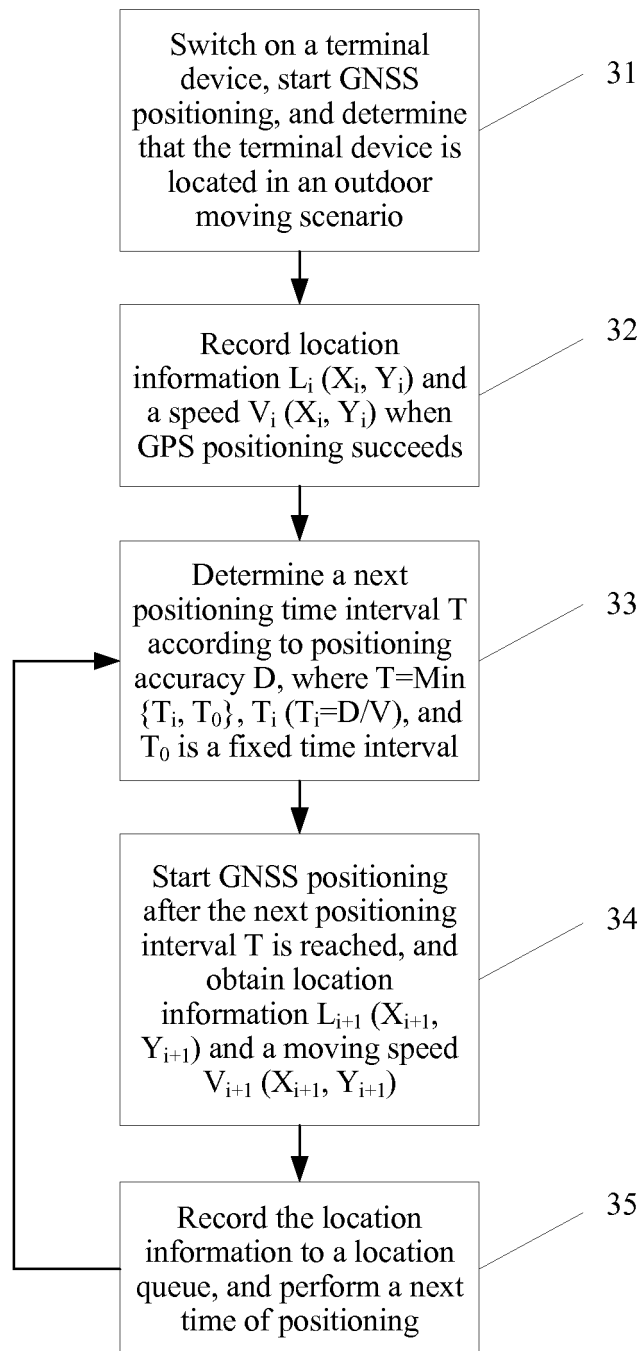 Switch on a terminal
device, start GNSS
positioning, and determine
that the terminal device is
located in an outdoor
moving scenario
31
Record location
information Li (Xi, Yi) and
a speed Vi (Xi, Yi) when
GPS positioning succeeds
32
Determine a next
positioning time interval T
according to positioning
accuracy D, where T=Min
{Ti, T0}, Ti (Ti=D/V), and
T0 is a fixed time interval
33
Start GNSS positioning
after the next positioning
interval T is reached, and
obtain location
information Li+1 (Xi+1,
Yi+1) and a moving speed
Vi+1 (Xi+1, Yi+1)
34
Record the location
information to a location
queue, and perform a next
time of positioning
35